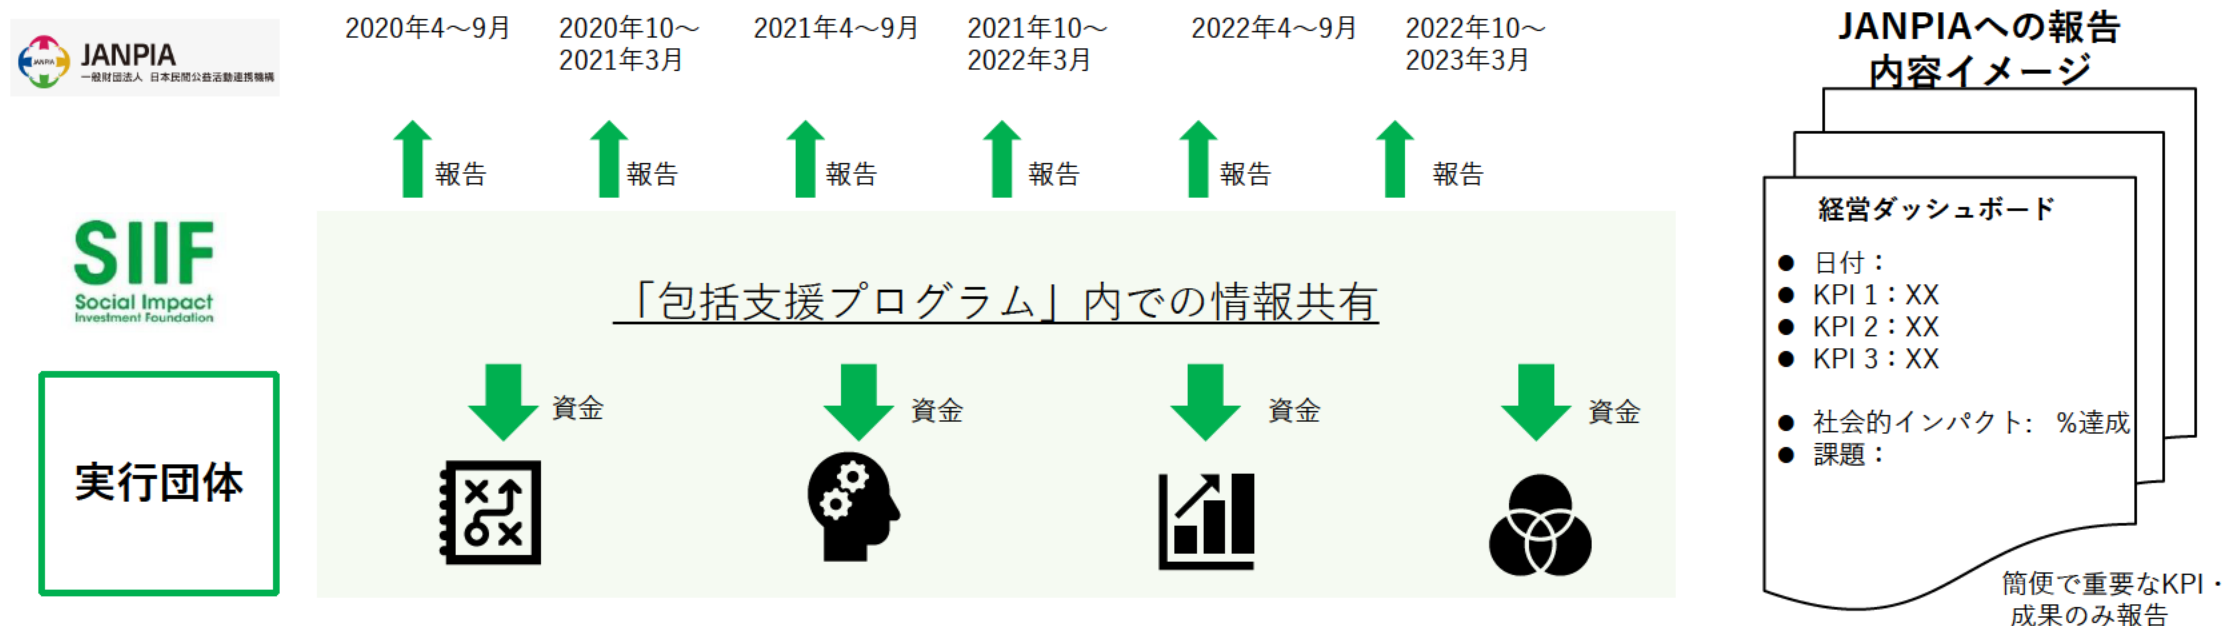 JANPIA
JANPIA
一般財団法人 日本民間公益活動連携機構
2020年4～9月
2020年10～
2021年3月
2021年4～9月
2021年10～
2022年3月
2022年4～9月
2022年10～
2023年3月
報告
報告
報告
報告
報告
報告
SIIF
Social Impact
Investment Foundation
「包括支援プログラム」内での情報共有
資金
資金
資金
資金
実行団体
JANPIAへの報告
内容イメージ
経営ダッシュボード
● 日付：
● KPI 1：XX
● KPI 2：XX
● KPI 3：XX
● 社会的インパクト: %達成
● 課題：
簡便で重要なKPI・
成果のみ報告